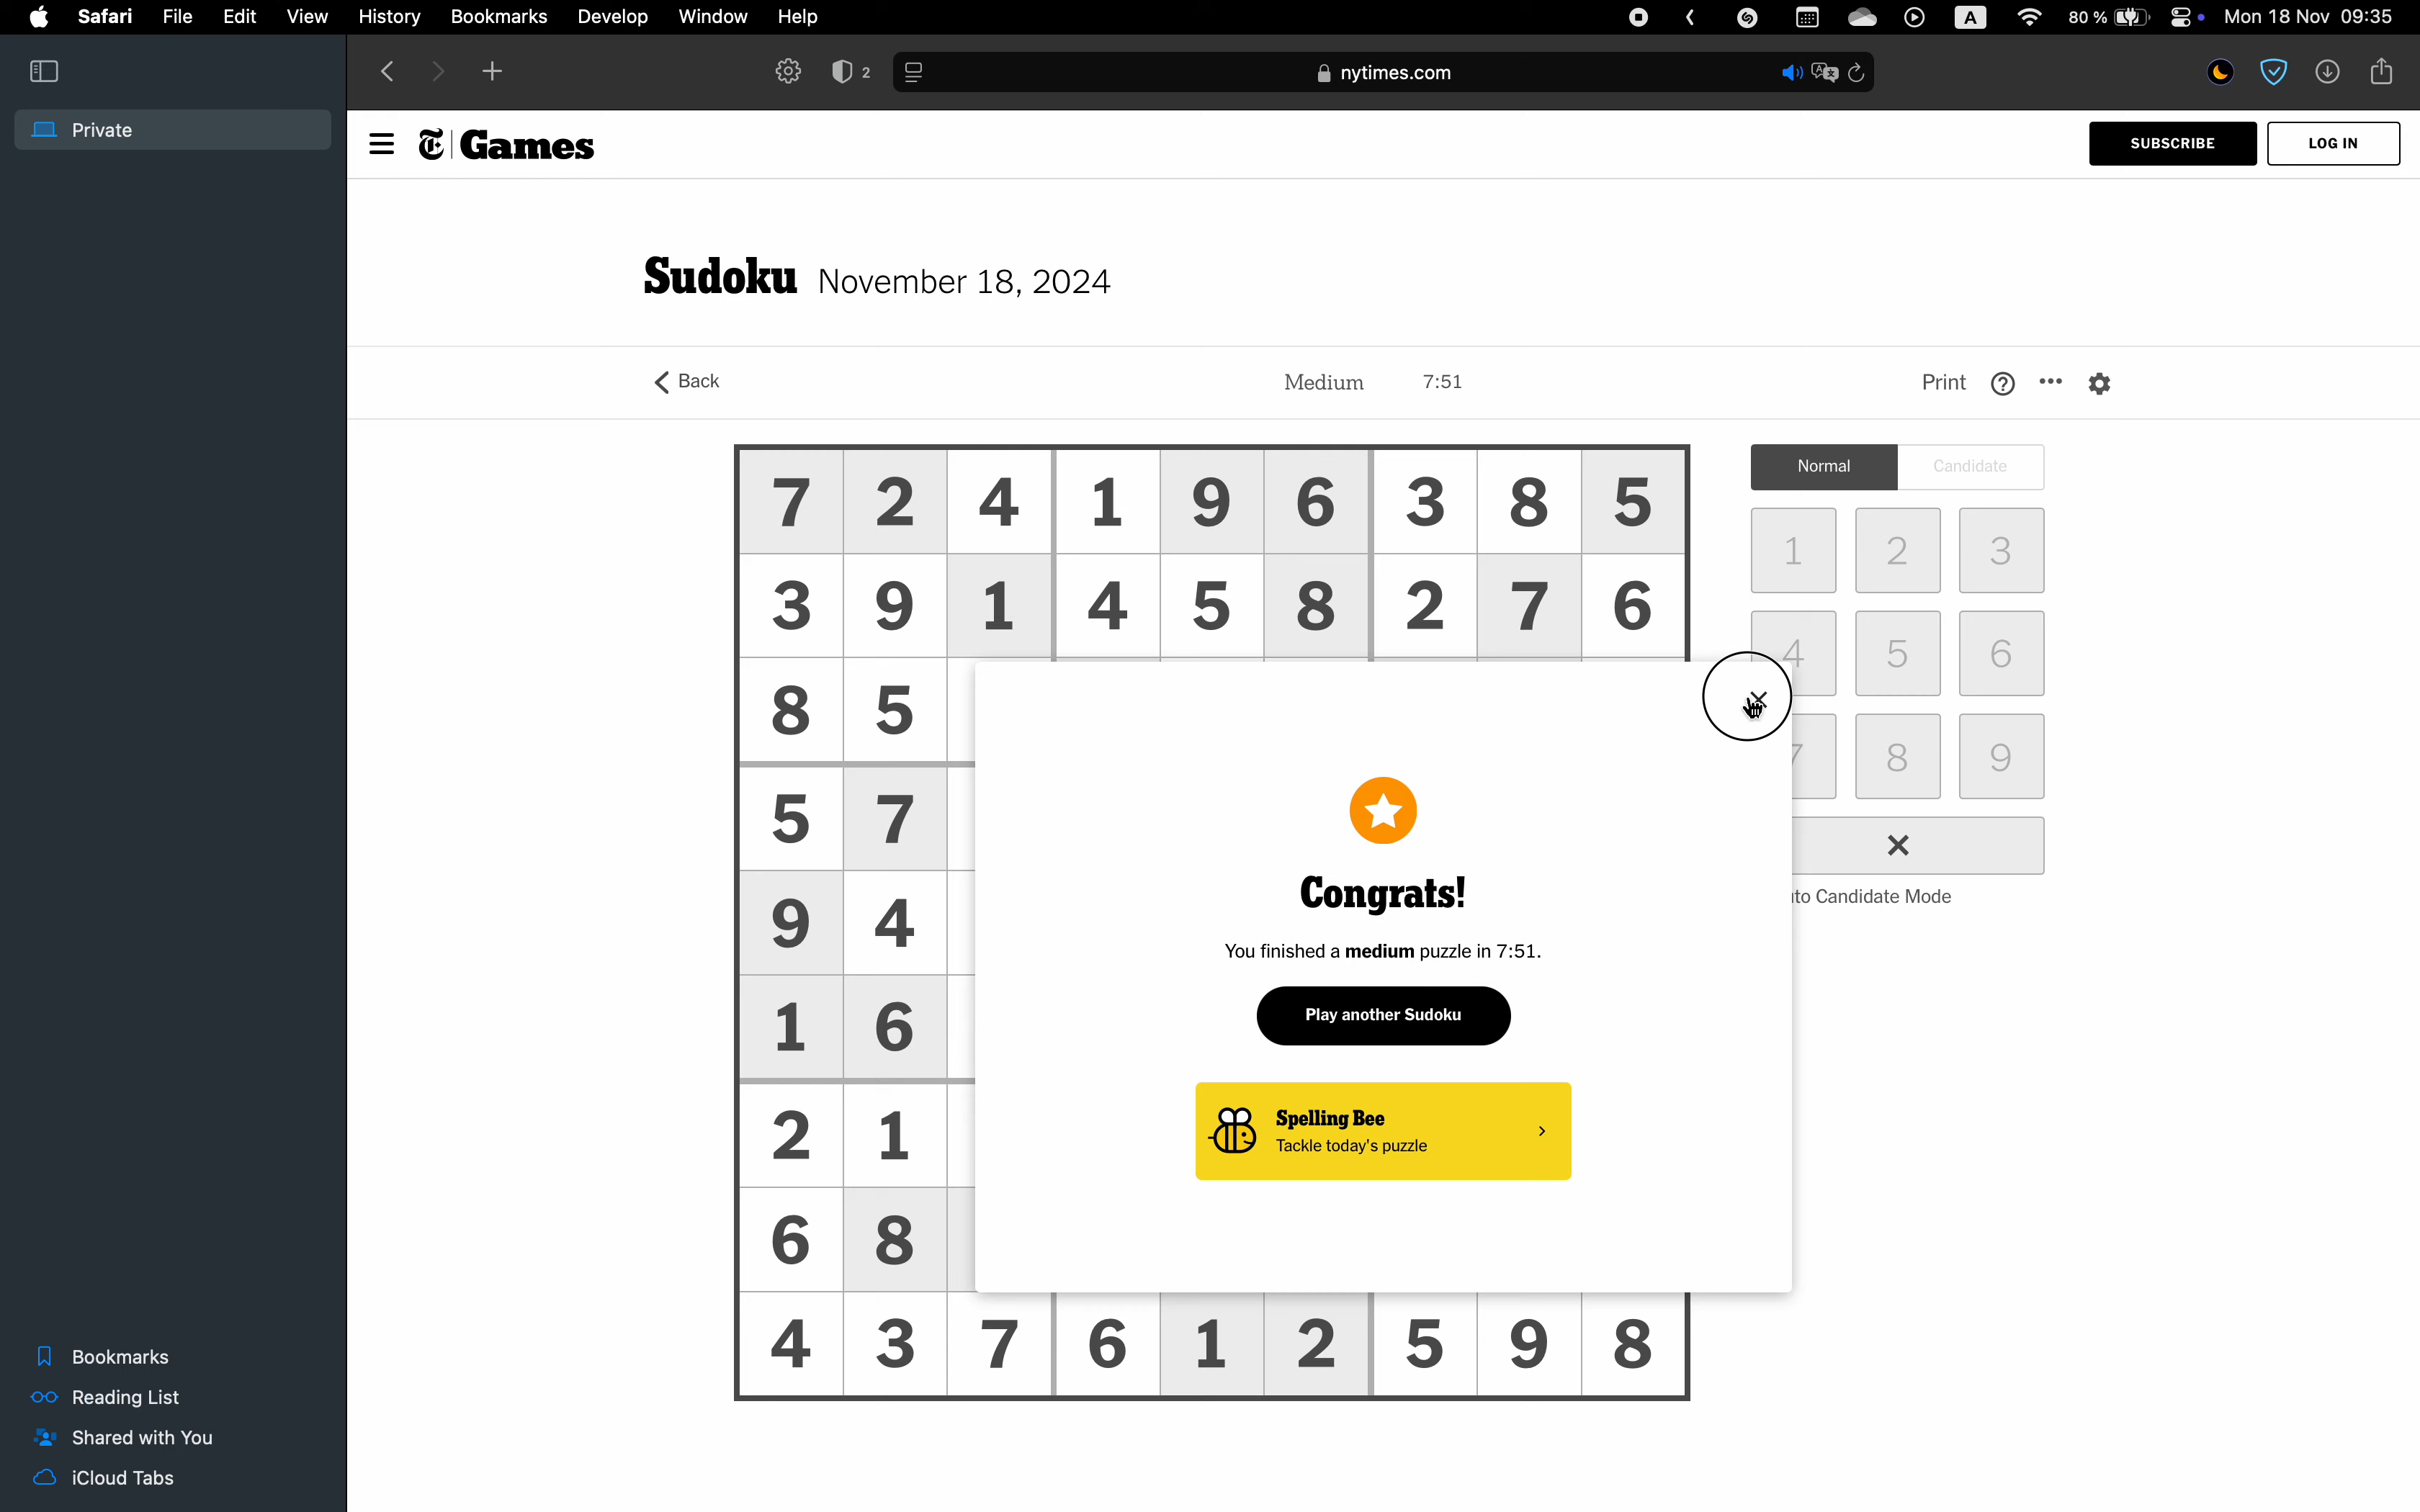 Safari File Edit View History Bookmarks Develop Window Help A 80 % Mon 18 Nov 09:35
2 nytimes.com
Private
T Games SUBSCRIBE LOG IN
Sudoku November 18, 2024
Back Medium 7:51 Print ? •••
Normal Candidate
7 2 4 1 9 6 3 8 5
1 2 3
3 9 1 4 5 8 2 7 6
4 5 6
8 5
7 8 9
5 7
Congrats!
to Candidate Mode
9 4
You finished a medium puzzle in 7:51.
Play another Sudoku
1 6
Spelling Bee
Tackle today's puzzle
2 1
6 8
4 3 7 6 1 2 5 9 8
Bookmarks
Reading List
Shared with You
iCloud Tabs